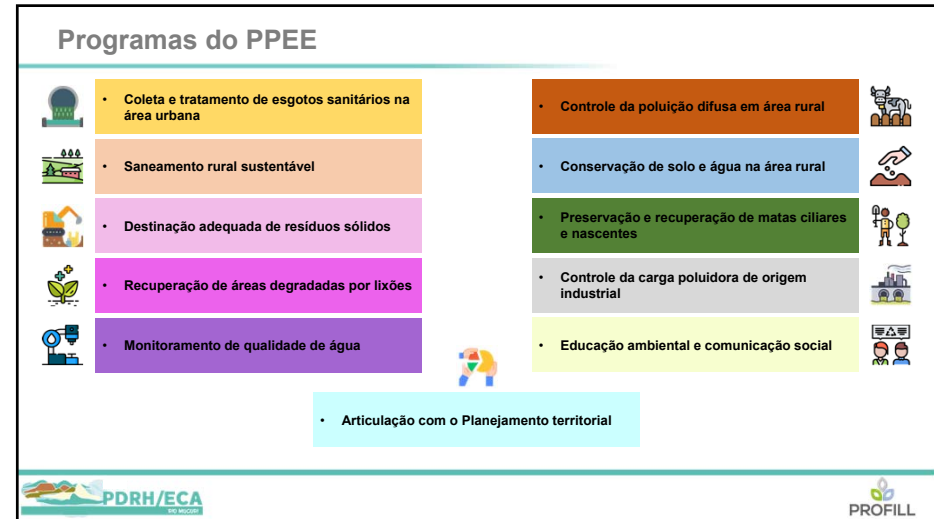 Programas do PPEE
• Coleta e tratamento de esgotos sanitários na
área urbana
• Saneamento rural sustentável
• Destinação adequada de resíduos sólidos
• Recuperação de áreas degradadas por lixões
• Monitoramento de qualidade de água
• Controle da poluição difusa em área rural
• Conservação de solo e água na área rural
• Preservação e recuperação de matas ciliares
e nascentes
• Controle da carga poluidora de origem
industrial
• Educação ambiental e comunicação social
• Articulação com o Planejamento territorial
PDRH/ECA
PROFILL